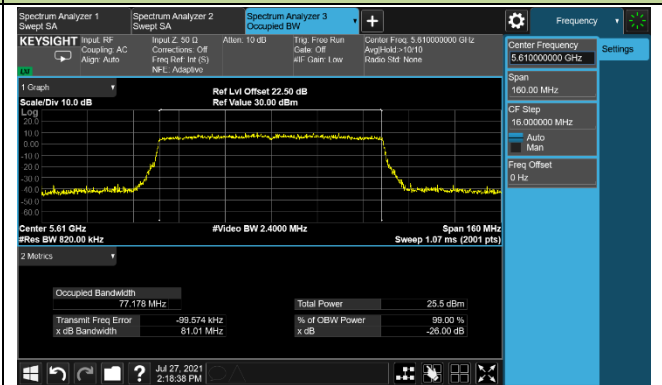 Spectrum Analyzer 1
Swept SA
Spectrum Analyzer 2
Swept SA
Spectrum Analyzer 3
Occupied BW
Frequency
KEYSIGHT
Input: RF
Coupling: AC
Align: Auto
Input Z: 50 Ω
Corrections: Off
Freq Ref: Int (S)
NFE: Adaptive
Atten: 10 dB
Trig: Free Run
Gate: Off
#IF Gain: Low
Center Freq: 5.610000000 GHz
Avg|Hold:>10/10
Radio Std: None
Center Frequency
5.610000000 GHz
Settings
Span
160.00 MHz
CF Step
16.000000 MHz
Auto
Man
Freq Offset
0 Hz
1 Graph
Scale/Div 10.0 dB
Ref Lvl Offset 22.50 dB
Ref Value 30.00 dBm
Log
20.0
10.0
0.00
-10.0
-20.0
-30.0
-40.0
-50.0
-60.0
Center 5.61 GHz
#Res BW 820.00 kHz
#Video BW 2.4000 MHz
Span 160 MHz
Sweep 1.07 ms (2001 pts)
2 Metrics
Occupied Bandwidth
77.178 MHz
Total Power 25.5 dBm
Transmit Freq Error -99.574 kHz
% of OBW Power 99.00 %
x dB Bandwidth 81.01 MHz
x dB -26.00 dB
Jul 27, 2021
2:18:38 PM